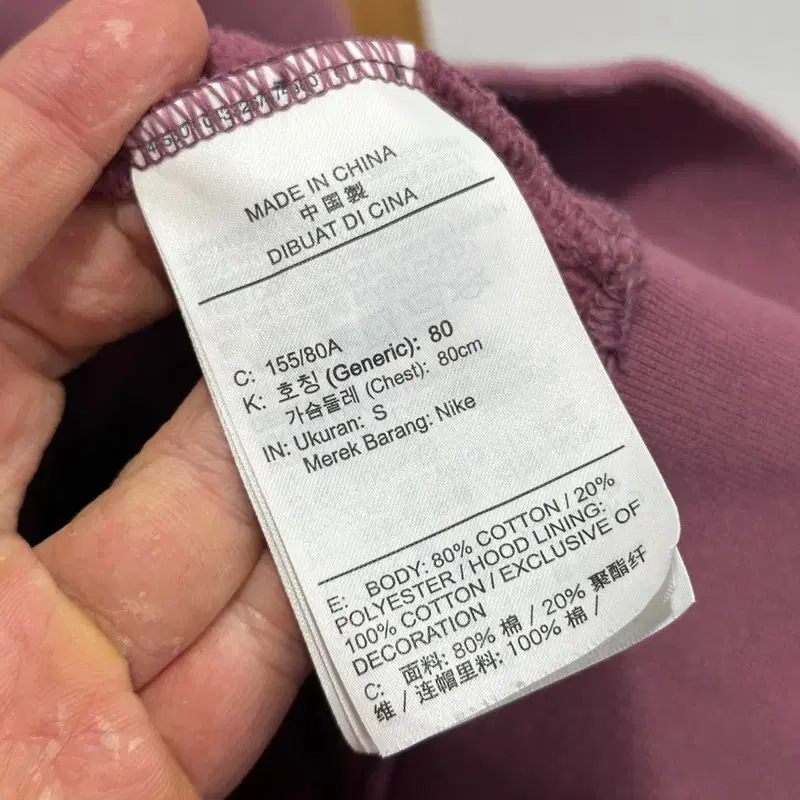 MADE IN CHINA
中国製
DIBUAT DI CINA
C: 155/80A
K: 호칭 (Generic): 80
가슴둘레 (Chest): 80cm
IN: Ukuran: S
Merek Barang: Nike
E: BODY: 80% COTTON / 20%
POLYESTER / HOOD LINING:
100% COTTON / EXCLUSIVE OF
DECORATION
C: 面料: 80% 棉 / 20% 聚酯纤
维 / 连帽里料: 100% 棉 /